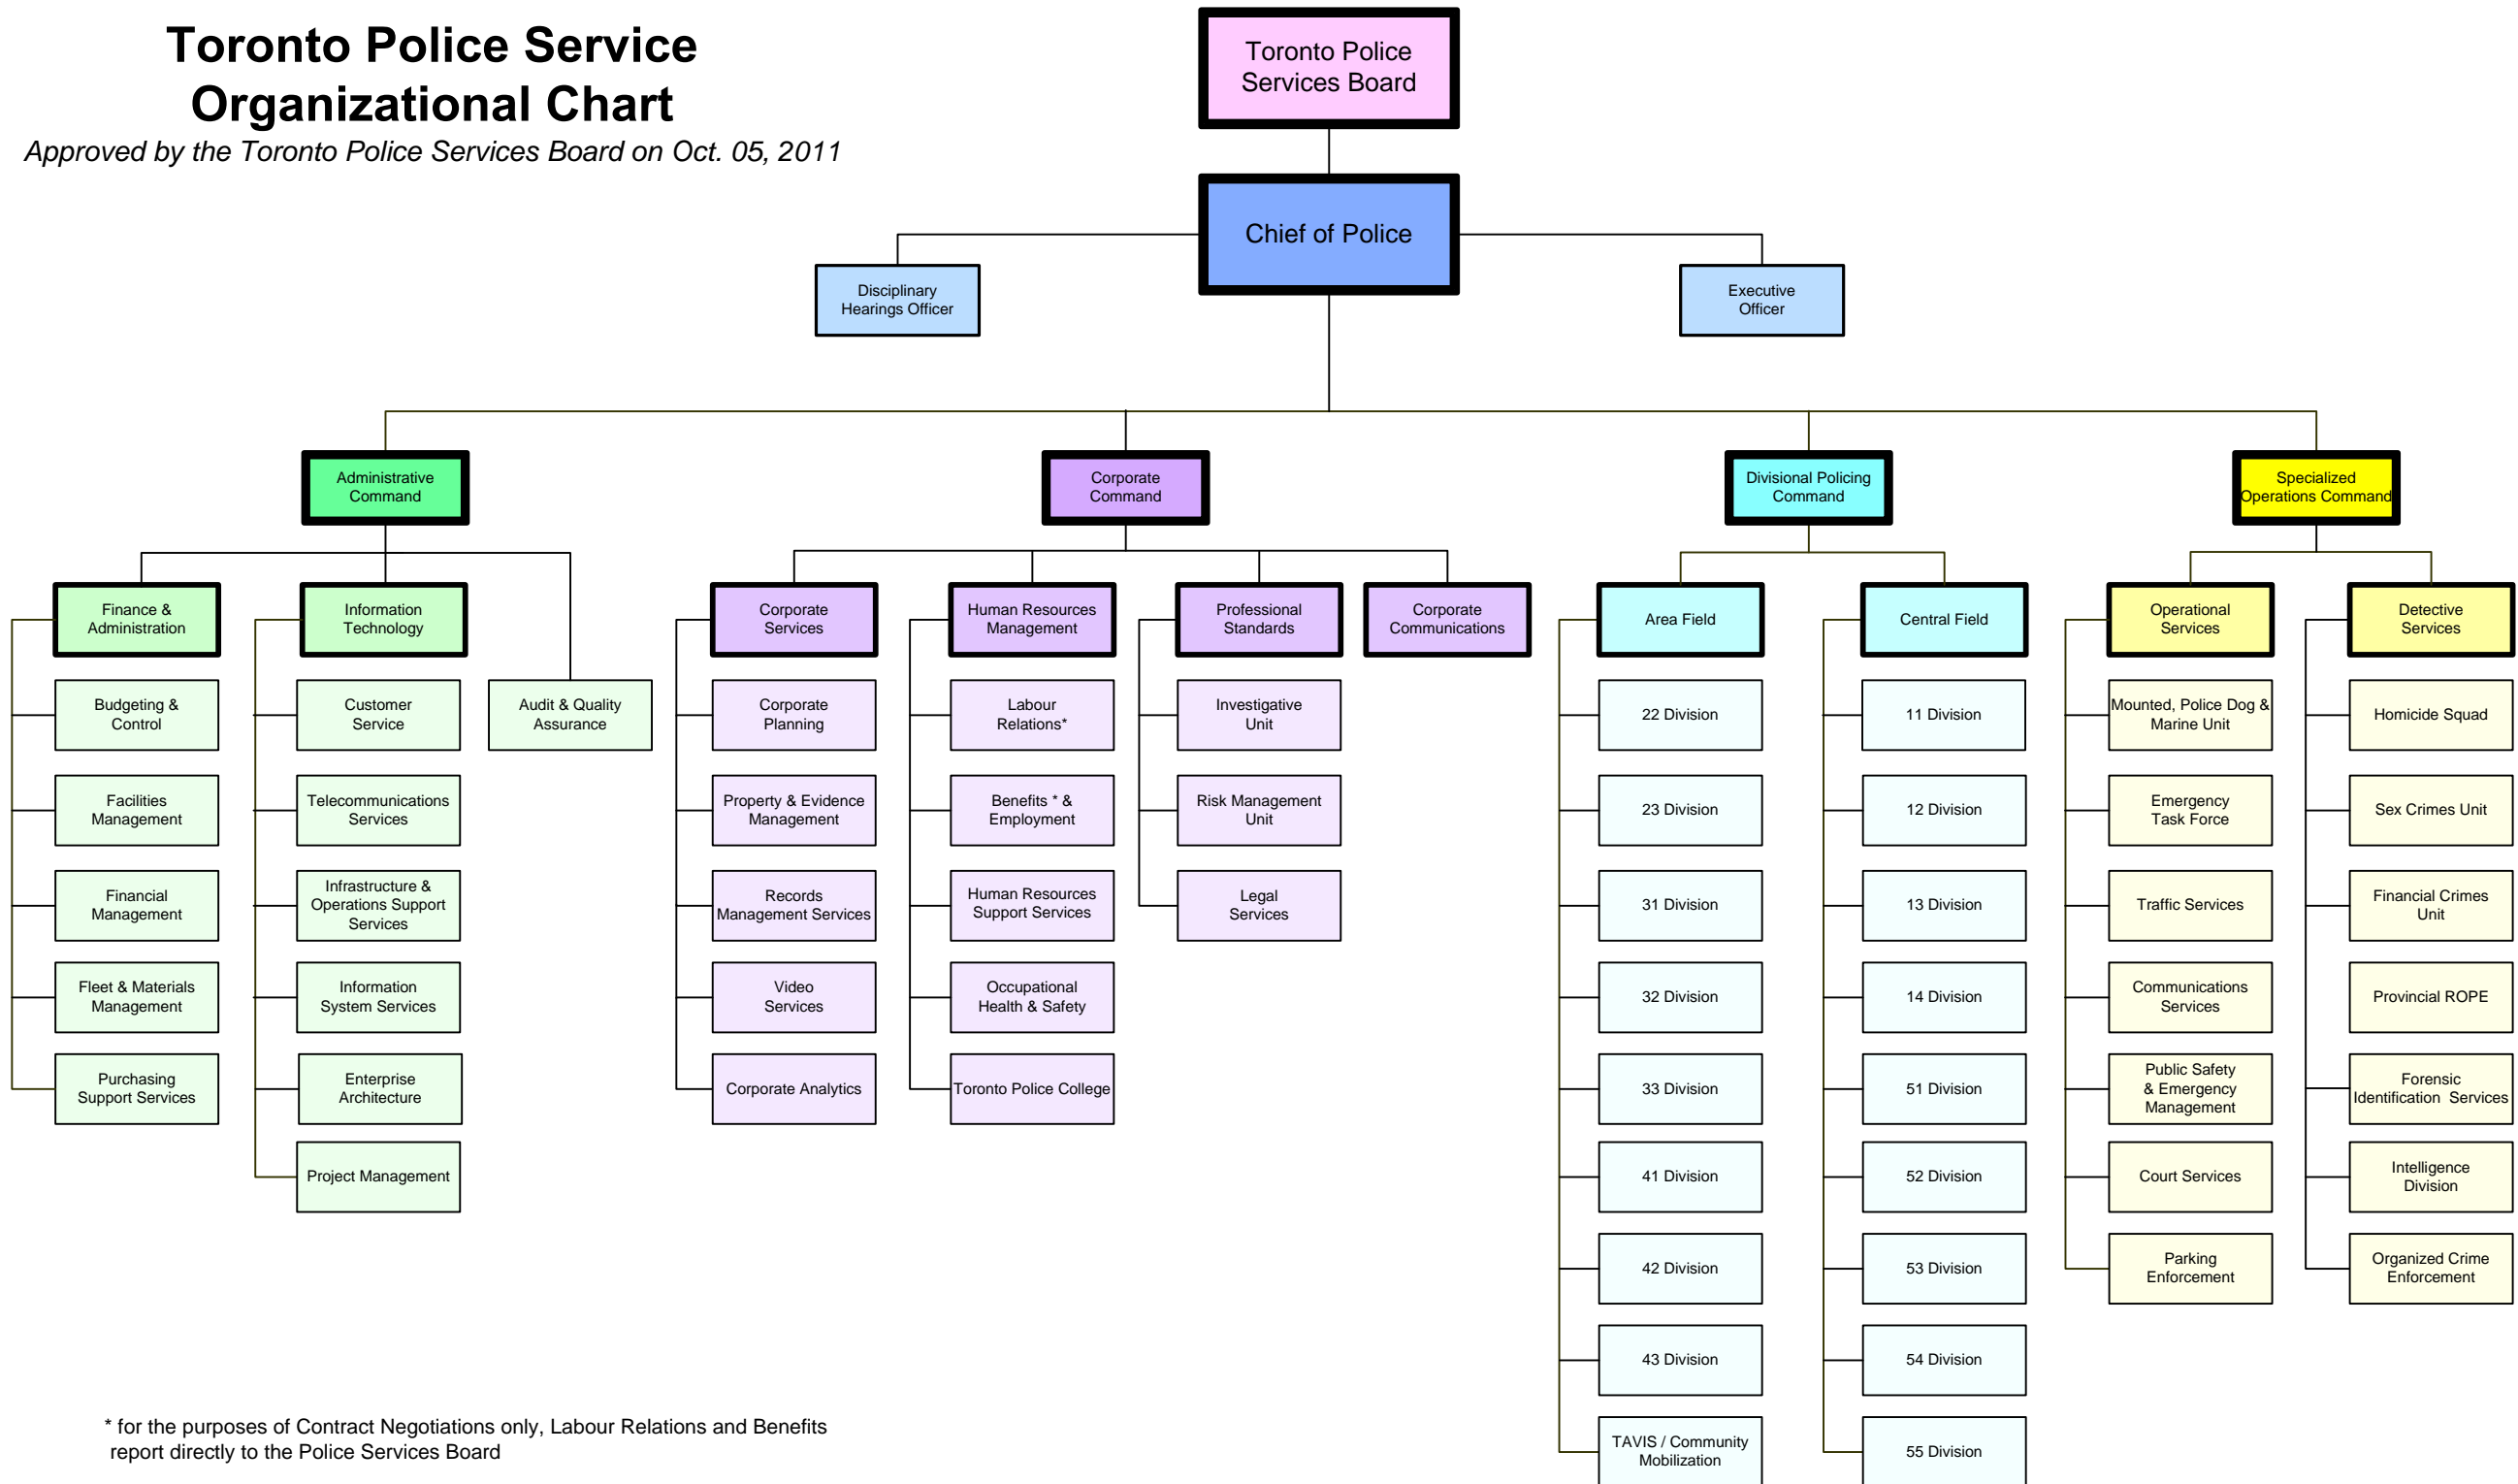 Toronto Police Service
Organizational Chart
Approved by the Toronto Police Services Board on Oct. 05, 2011
Toronto Police
Services Board
Chief of Police
Disciplinary
Hearings Officer
Executive
Officer
Administrative
Command
Corporate
Command
Divisional Policing
Command
Specialized
Operations Command
Finance &
Administration
Budgeting &
Control
Facilities
Management
Financial
Management
Fleet & Materials
Management
Purchasing
Support Services
Information
Technology
Customer
Service
Telecommunications
Services
Infrastructure &
Operations Support
Services
Information
System Services
Enterprise
Architecture
Project Management
Audit & Quality
Assurance
Corporate
Services
Corporate
Planning
Property & Evidence
Management
Records
Management Services
Video
Services
Corporate Analytics
Human Resources
Management
Labour
Relations*
Benefits * &
Employment
Human Resources
Support Services
Occupational
Health & Safety
Toronto Police College
Professional
Standards
Investigative
Unit
Risk Management
Unit
Legal
Services
Corporate
Communications
Area Field
22 Division
23 Division
31 Division
32 Division
33 Division
41 Division
42 Division
43 Division
TAVIS / Community
Mobilization
Central Field
11 Division
12 Division
13 Division
14 Division
51 Division
52 Division
53 Division
54 Division
55 Division
Operational
Services
Mounted, Police Dog &
Marine Unit
Emergency
Task Force
Traffic Services
Communications
Services
Public Safety
& Emergency
Management
Court Services
Parking
Enforcement
Detective
Services
Homicide Squad
Sex Crimes Unit
Financial Crimes
Unit
Provincial ROPE
Forensic
Identification  Services
Intelligence
Division
Organized Crime
Enforcement
* for the purposes of Contract Negotiations only, Labour Relations and Benefits
report directly to the Police Services Board